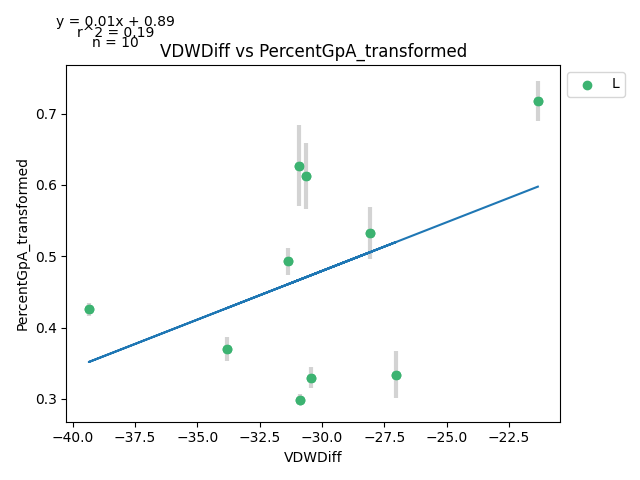 y = 0.01x + 0.89
r^2 = 0.19
n = 10
VDWDiff vs PercentGpA_transformed
L
PercentGpA_transformed
0.7
0.6
0.5
0.4
0.3
−40.0 −37.5 −35.0 −32.5 −30.0 −27.5 −25.0 −22.5
VDWDiff